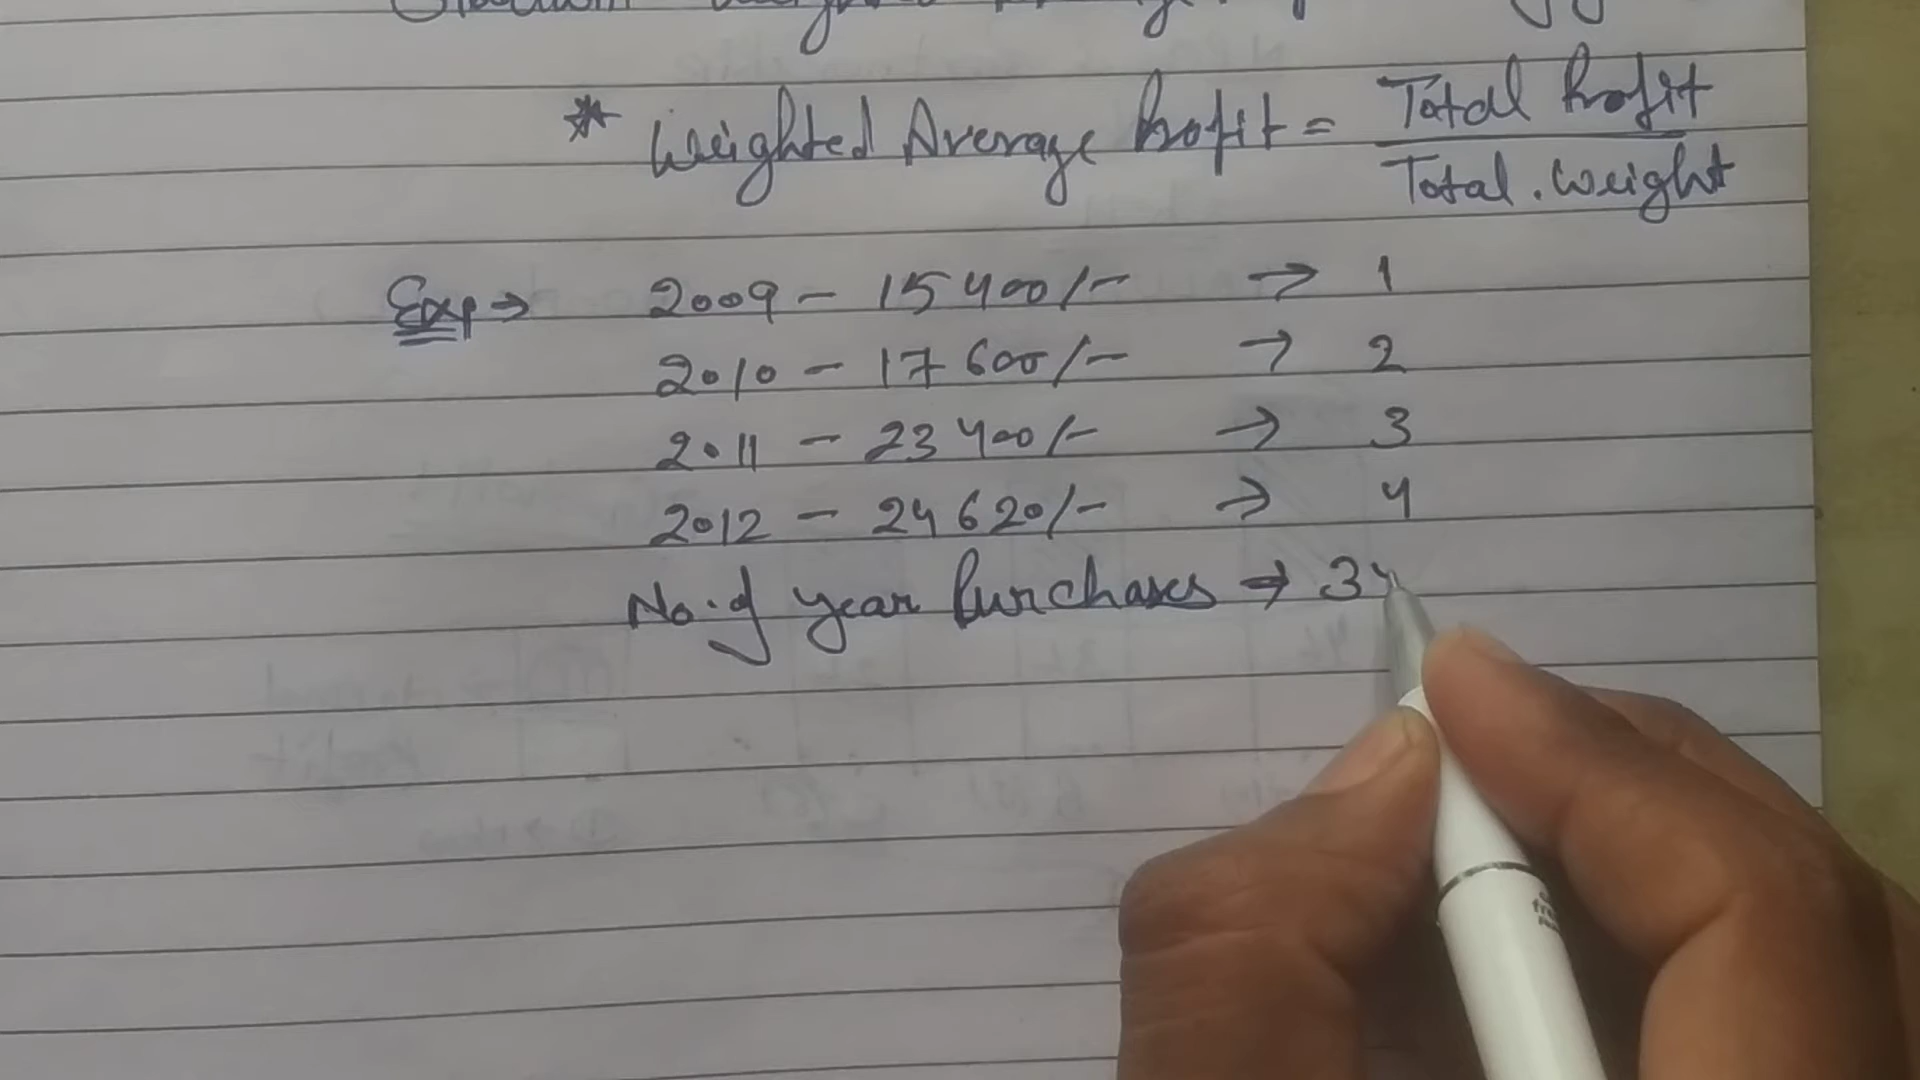 * Weighted Average Profit = Total Profit / Total. Weight
Exp → 2009 - 15400/- → 1
2010 - 17600/- → 2
2011 - 23400/- → 3
2012 - 24620/- → 4
No. of year Purchases → 3y